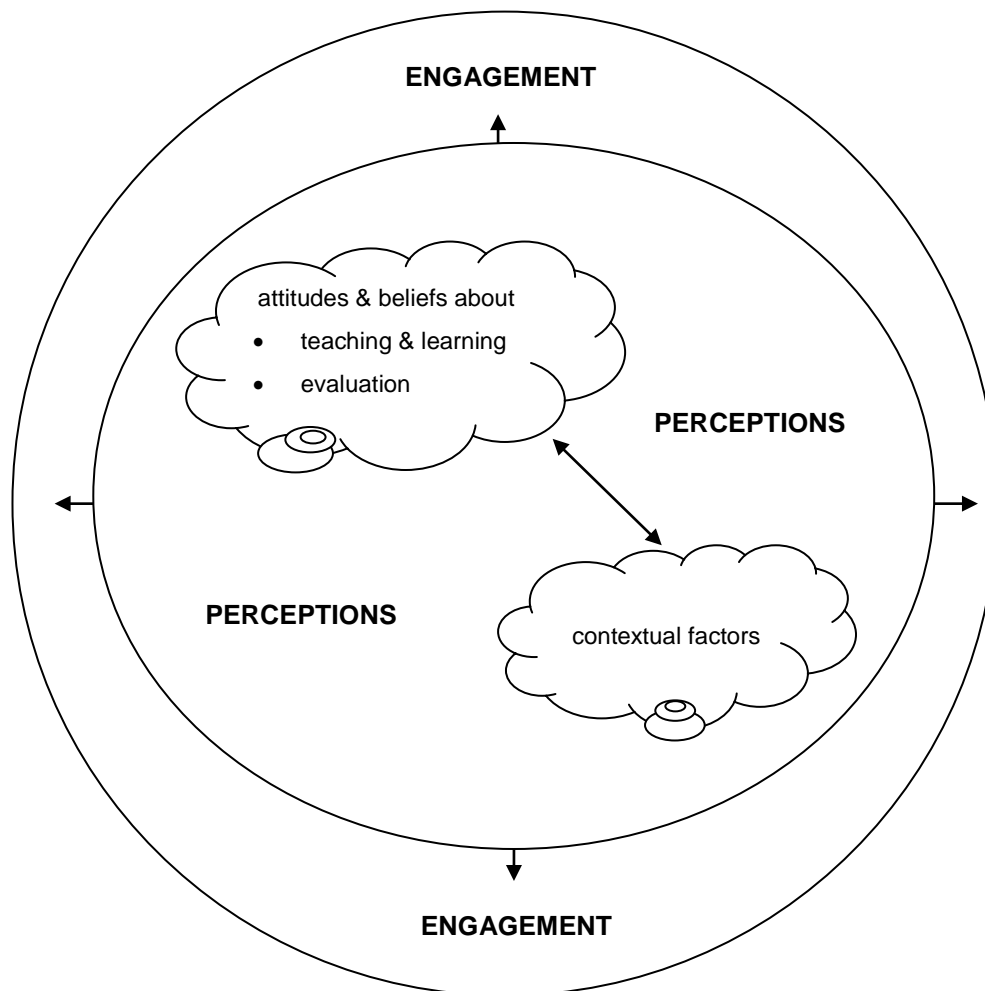 ENGAGEMENT
attitudes & beliefs about
• teaching & learning
• evaluation
PERCEPTIONS
PERCEPTIONS
contextual factors
ENGAGEMENT